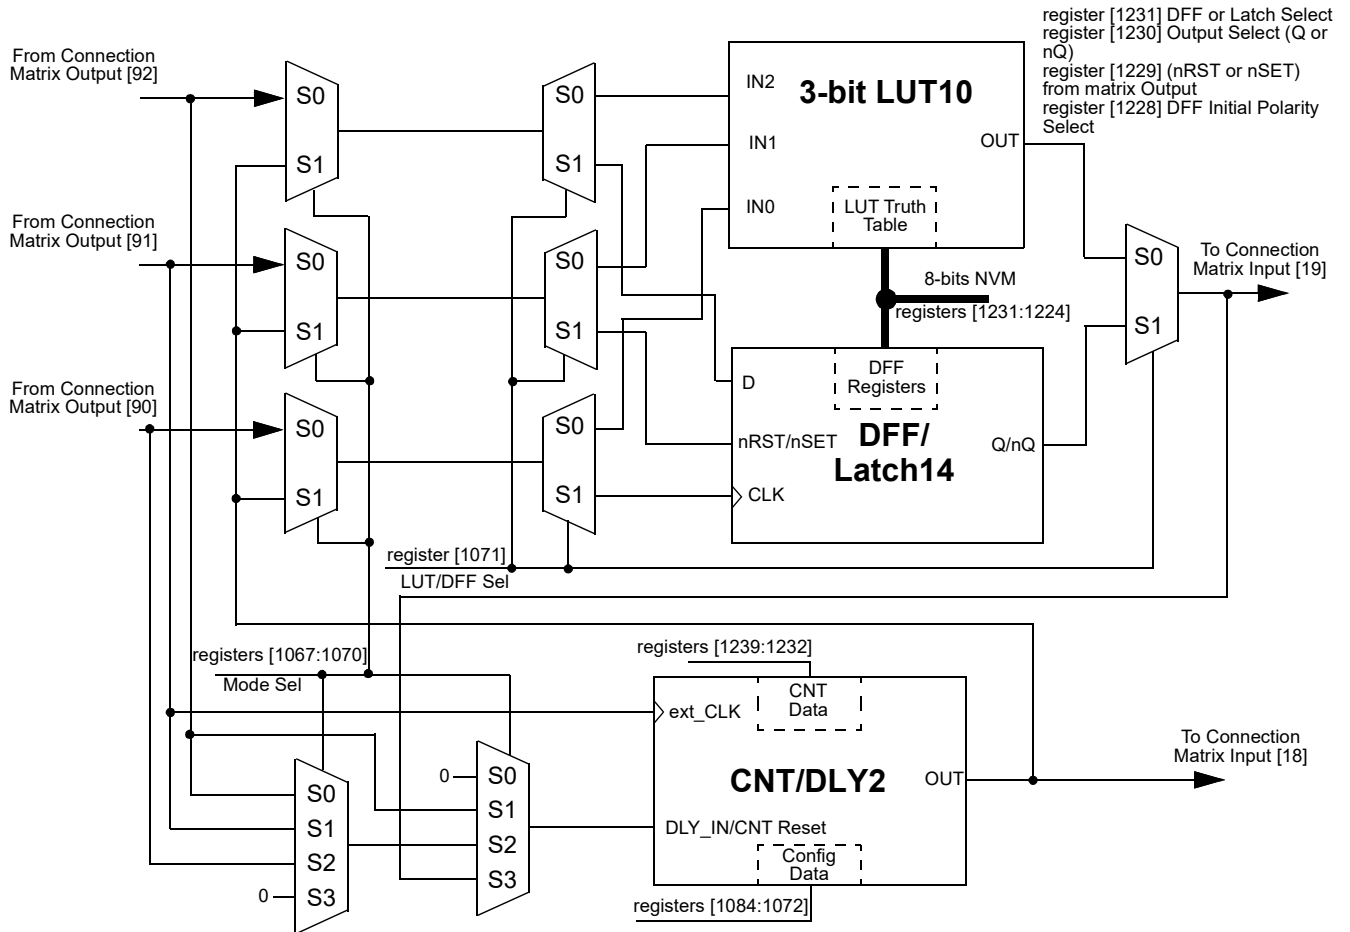 register [1231] DFF or Latch Select
register [1230] Output Select (Q or
nQ)
register [1229] (nRST or nSET)
from matrix Output
register [1228] DFF Initial Polarity
Select
From Connection
Matrix Output [92]
S0
S1
S0
S1
IN2
3-bit LUT10
IN1
OUT
IN0
LUT Truth
Table
From Connection
Matrix Output [91]
S0
S1
S0
S1
8-bits NVM
registers [1231:1224]
S0
S1
To Connection
Matrix Input [19]
From Connection
Matrix Output [90]
S0
S1
S0
S1
DFF
Registers
D
DFF/
Latch14
nRST/nSET
Q/nQ
CLK
register [1071]
LUT/DFF Sel
registers [1067:1070]
Mode Sel
registers [1239:1232]
CNT
Data
ext_CLK
CNT/DLY2
OUT
To Connection
Matrix Input [18]
DLY_IN/CNT Reset
Config
Data
registers [1084:1072]
0
S0
S1
S2
S3
S0
S1
S2
0
S3